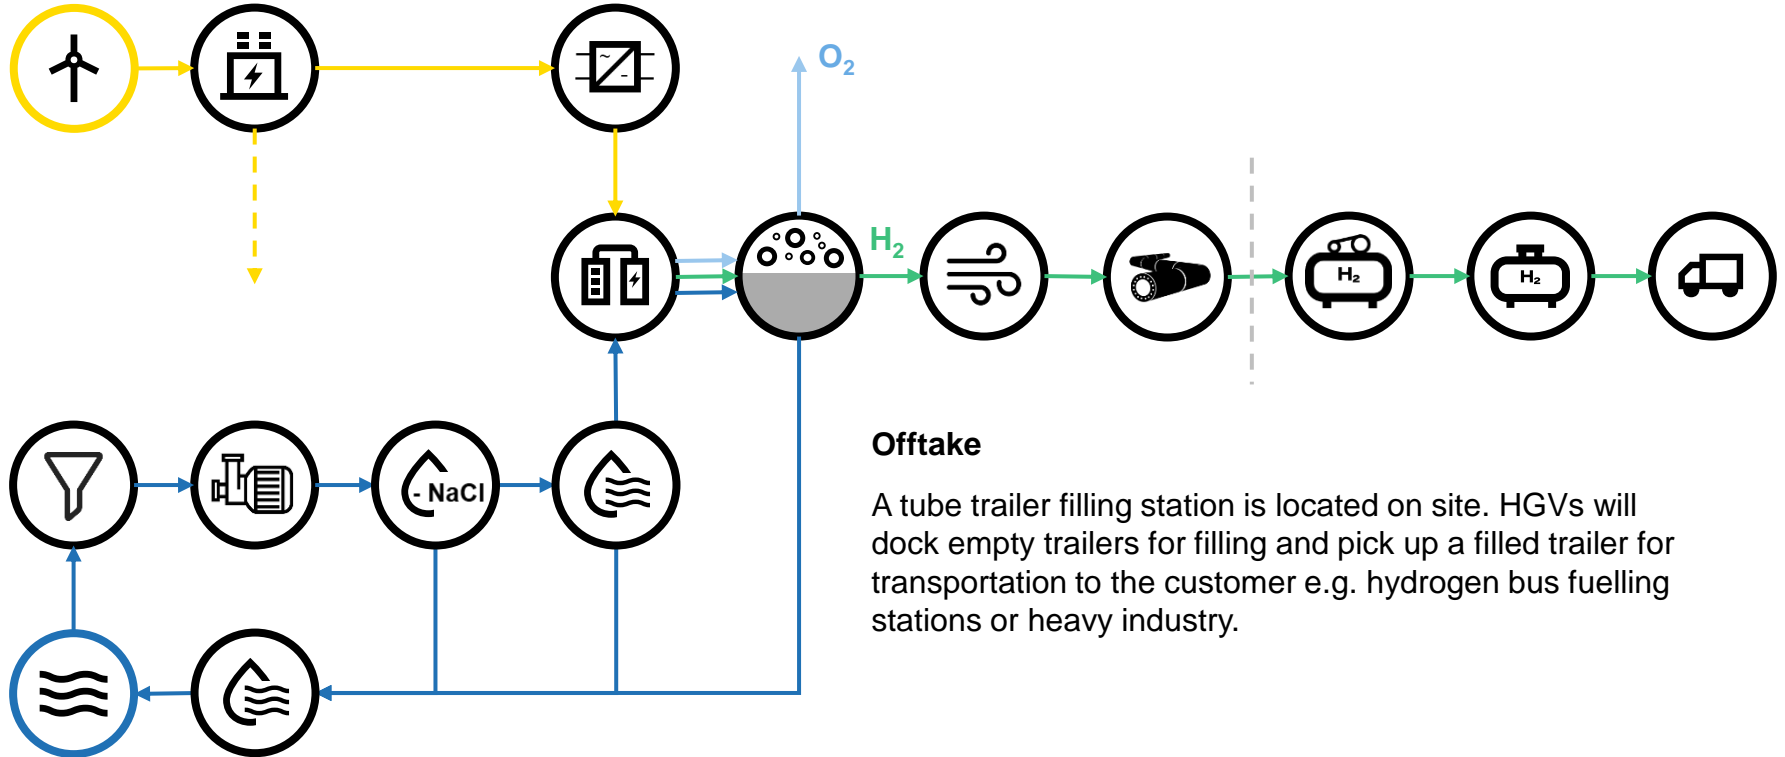 O₂
H₂
H₂
H₂
- NaCl
Offtake
A tube trailer filling station is located on site. HGVs will
dock empty trailers for filling and pick up a filled trailer for
transportation to the customer e.g. hydrogen bus fuelling
stations or heavy industry.